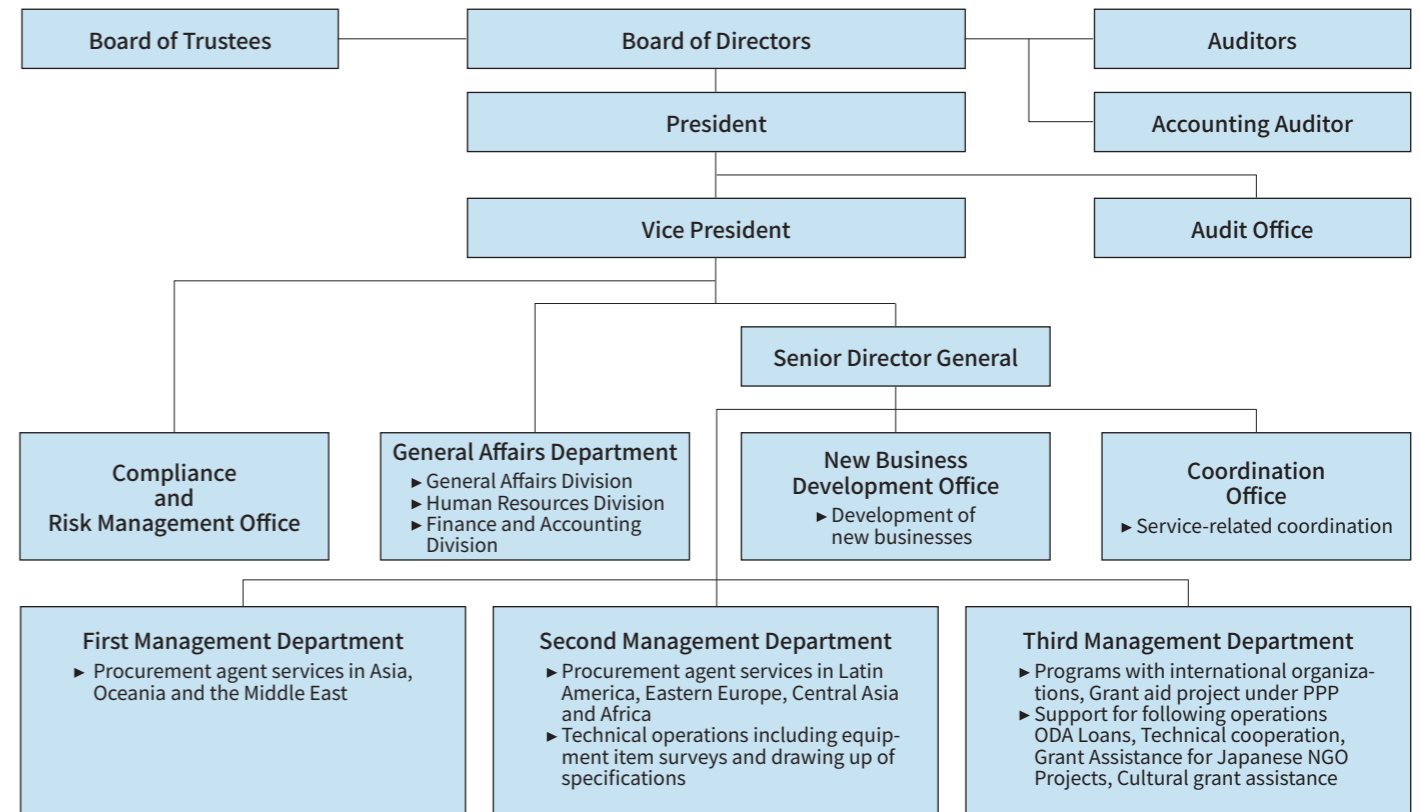 Board of Trustees
Board of Directors
Auditors
President
Accounting Auditor
Vice President
Audit Office
Senior Director General
Compliance
and
Risk Management Office
General Affairs Department
▸ General Affairs Division
▸ Human Resources Division
▸ Finance and Accounting
Division
New Business
Development Office
▸ Development of
new businesses
Coordination
Office
▸ Service-related coordination
First Management Department
▸ Procurement agent services in Asia,
Oceania and the Middle East
Second Management Department
▸ Procurement agent services in Latin
America, Eastern Europe, Central Asia
and Africa
▸ Technical operations including equip-
ment item surveys and drawing up of
specifications
Third Management Department
▸ Programs with international organiza-
tions, Grant aid project under PPP
▸ Support for following operations
ODA Loans, Technical cooperation,
Grant Assistance for Japanese NGO
Projects, Cultural grant assistance